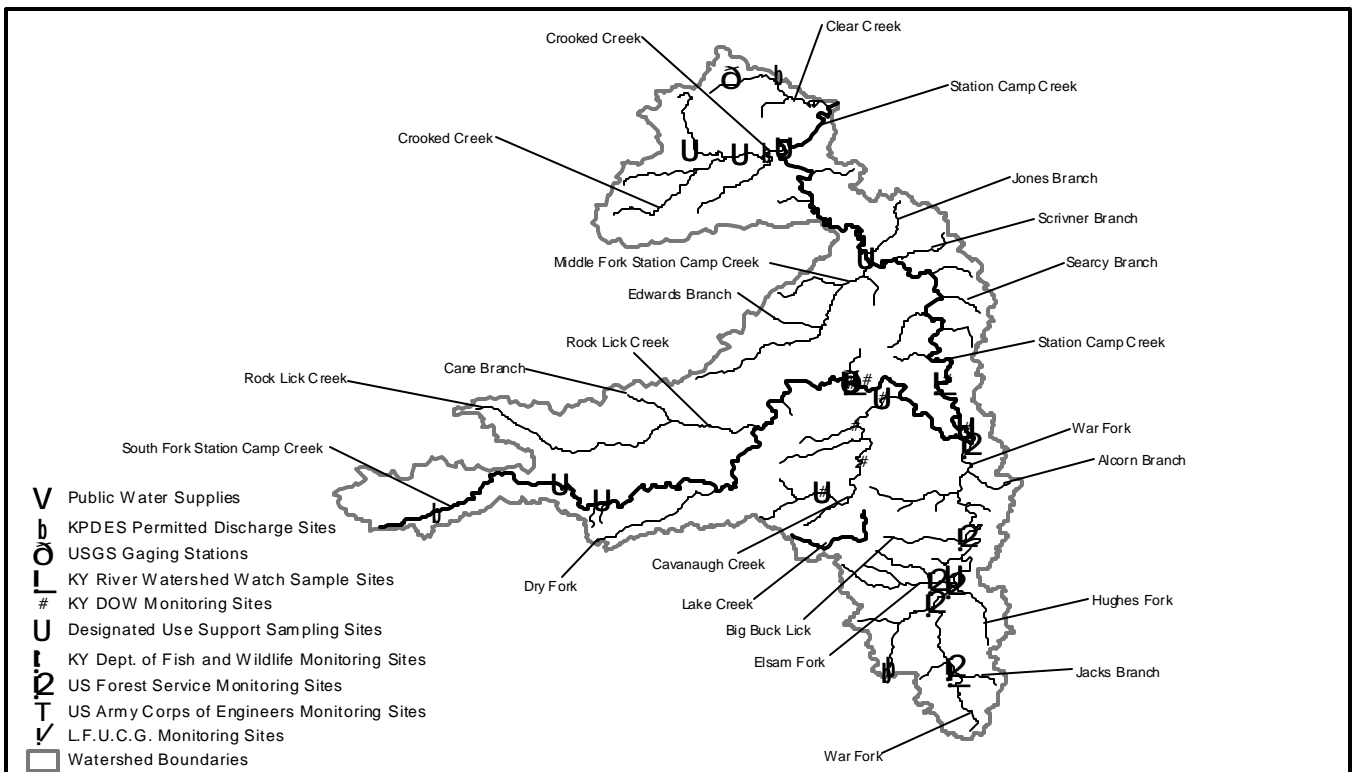 Clear Creek
Crooked Creek
Station Camp Creek
Crooked Creek
Jones Branch
Scrivner Branch
Middle Fork Station Camp Creek
Searcy Branch
Edwards Branch
Rock Lick Creek
Station Camp Creek
Cane Branch
Rock Lick Creek
War Fork
South Fork Station Camp Creek
Alcorn Branch
Cavanaugh Creek
Dry Fork
Lake Creek
Hughes Fork
Big Buck Lick
Elsam Fork
Jacks Branch
War Fork
V Public Water Supplies
þ KPDES Permitted Discharge Sites
Ŏ USGS Gaging Stations
L KY River Watershed Watch Sample Sites
# KY DOW Monitoring Sites
U Designated Use Support Sampling Sites
KY Dept. of Fish and Wildlife Monitoring Sites
US Forest Service Monitoring Sites
T US Army Corps of Engineers Monitoring Sites
L.F.U.C.G. Monitoring Sites
Watershed Boundaries